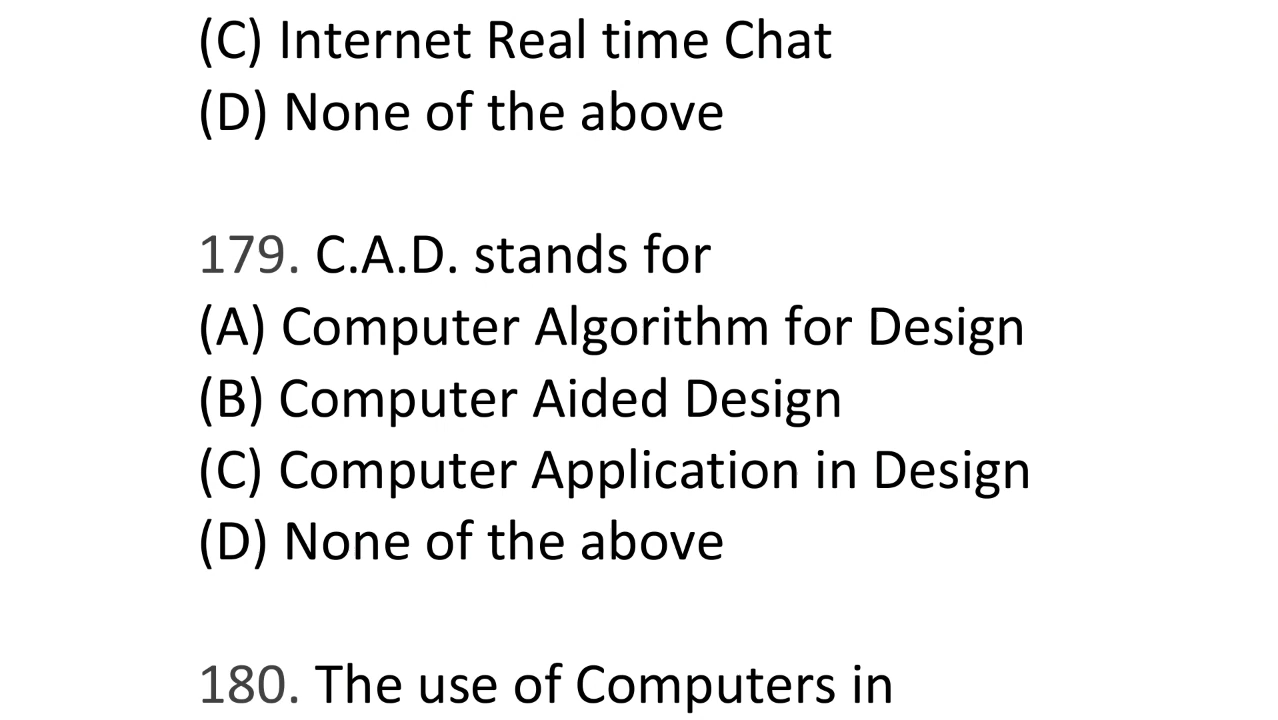 (C) Internet Real time Chat
(D) None of the above
179. C.A.D. stands for
(A) Computer Algorithm for Design
(B) Computer Aided Design
(C) Computer Application in Design
(D) None of the above
180. The use of Computers in